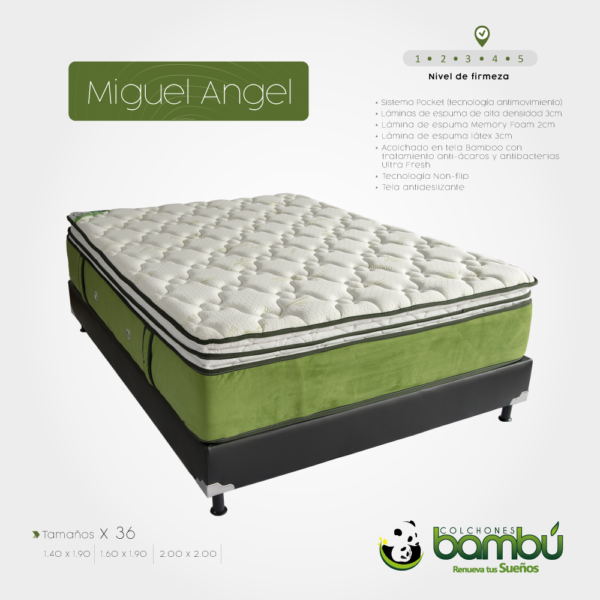 Miguel Angel
1 • 2 • 3 • 4 • 5
Nivel de firmeza
• Sistema Pocket (tecnología antimovimiento)
• Láminas de espuma de alta densidad 3cm
• Lámina de espuma Memory Foam 2cm
• Lámina de espuma látex 3cm
• Acolchado en tela Bamboo con
tratamiento anti-ácaros y antibacterias
Ultra Fresh
• Tecnología Non-flip
• Tela antideslizante
Tamaños x 36
1.40 x 1.90 | 1.60 x 1.90 | 2.00 x 2.00
COLCHONES
bambú
Renueva tus Sueños